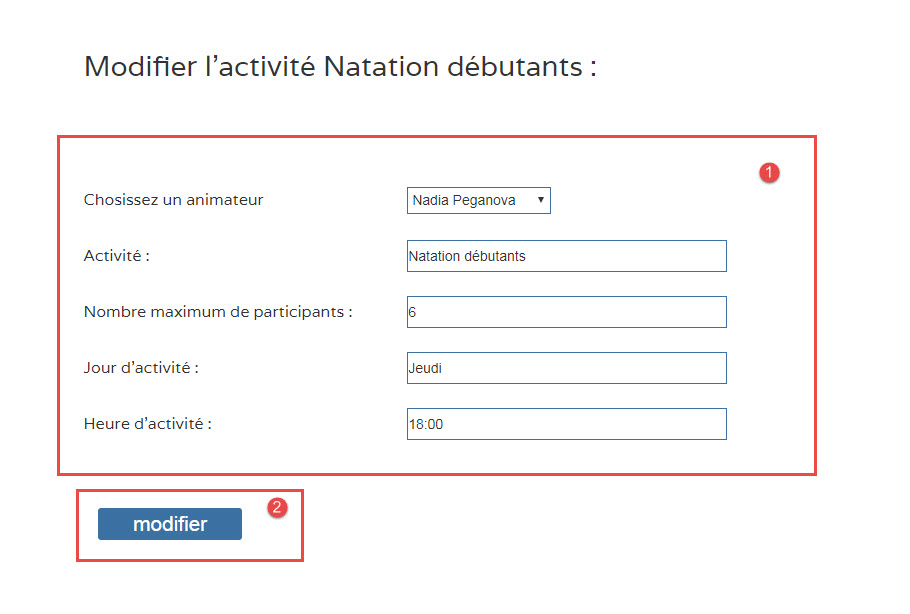 Modifier l’activité Natation débutants :
1
Chosissez un animateur Nadia Peganova
Activité : Natation débutants
Nombre maximum de participants : 6
Jour d’activité : Jeudi
Heure d’activité : 18:00
2
modifier